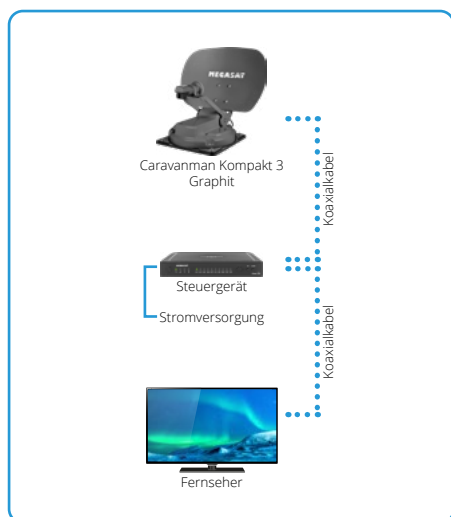 MEGASAT
Caravanman Kompakt 3
Graphit
Koaxialkabel
Steuergerät
Stromversorgung
Koaxialkabel
Fernseher